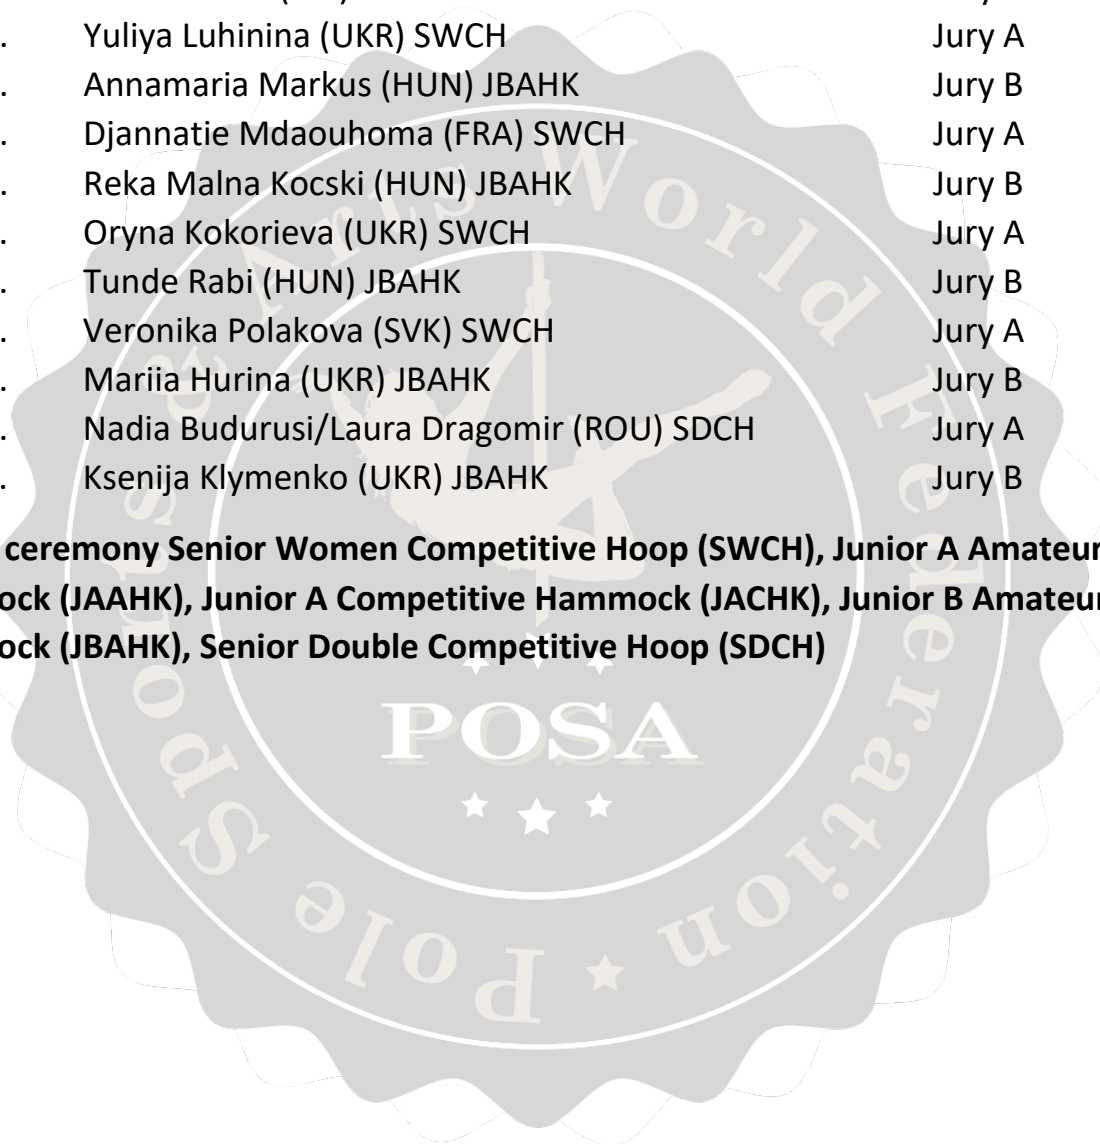 . Yuliya Luhinina (UKR) SWCH Jury A
. Annamaria Markus (HUN) JBAHK Jury B
. Djannatie Mdaouhoma (FRA) SWCH Jury A
. Reka Malna Kocski (HUN) JBAHK Jury B
. Oryna Kokorieva (UKR) SWCH Jury A
. Tunde Rabi (HUN) JBAHK Jury B
. Veronika Polakova (SVK) SWCH Jury A
. Mariia Hurina (UKR) JBAHK Jury B
. Nadia Budurusi/Laura Dragomir (ROU) SDCH Jury A
. Ksenija Klymenko (UKR) JBAHK Jury B
ceremony Senior Women Competitive Hoop (SWCH), Junior A Amateur
ock (JAAHK), Junior A Competitive Hammock (JACHK), Junior B Amateur
ock (JBAHK), Senior Double Competitive Hoop (SDCH)
POSA
Pole Sports & Arts World Federation